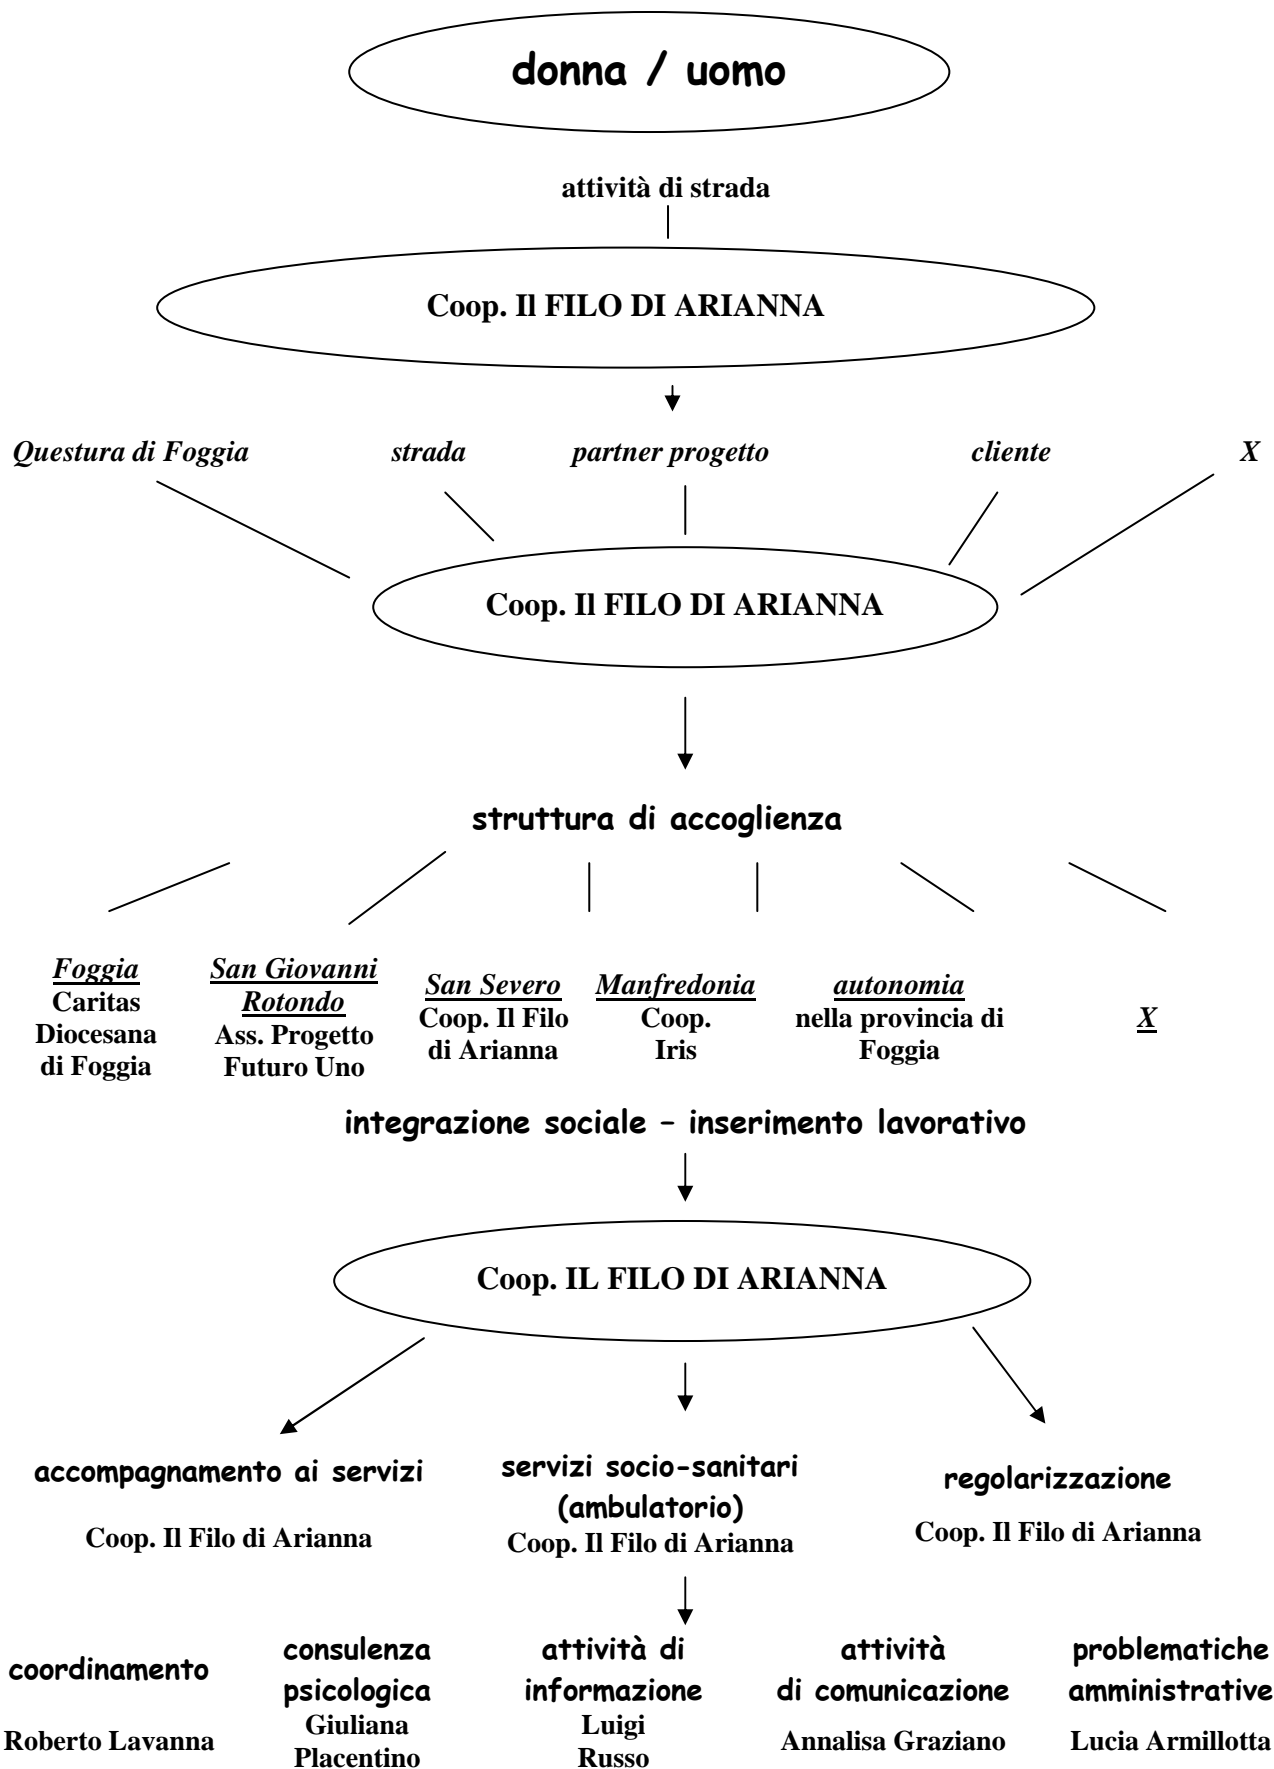 donna / uomo
attività di strada
Coop. Il FILO DI ARIANNA
Questura di Foggia strada partner progetto cliente X
Coop. Il FILO DI ARIANNA
struttura di accoglienza
Foggia
Caritas
Diocesana
di Foggia
San Giovanni
Rotondo
Ass. Progetto
Futuro Uno
San Severo
Coop. Il Filo
di Arianna
Manfredonia
Coop.
Iris
autonomia
nella provincia di
Foggia
X
integrazione sociale – inserimento lavorativo
Coop. IL FILO DI ARIANNA
accompagnamento ai servizi
Coop. Il Filo di Arianna
servizi socio-sanitari
(ambulatorio)
Coop. Il Filo di Arianna
regolarizzazione
Coop. Il Filo di Arianna
coordinamento
Roberto Lavanna
consulenza
psicologica
Giuliana
Placentino
attività di
informazione
Luigi
Russo
attività
di comunicazione
Annalisa Graziano
problematiche
amministrative
Lucia Armillotta